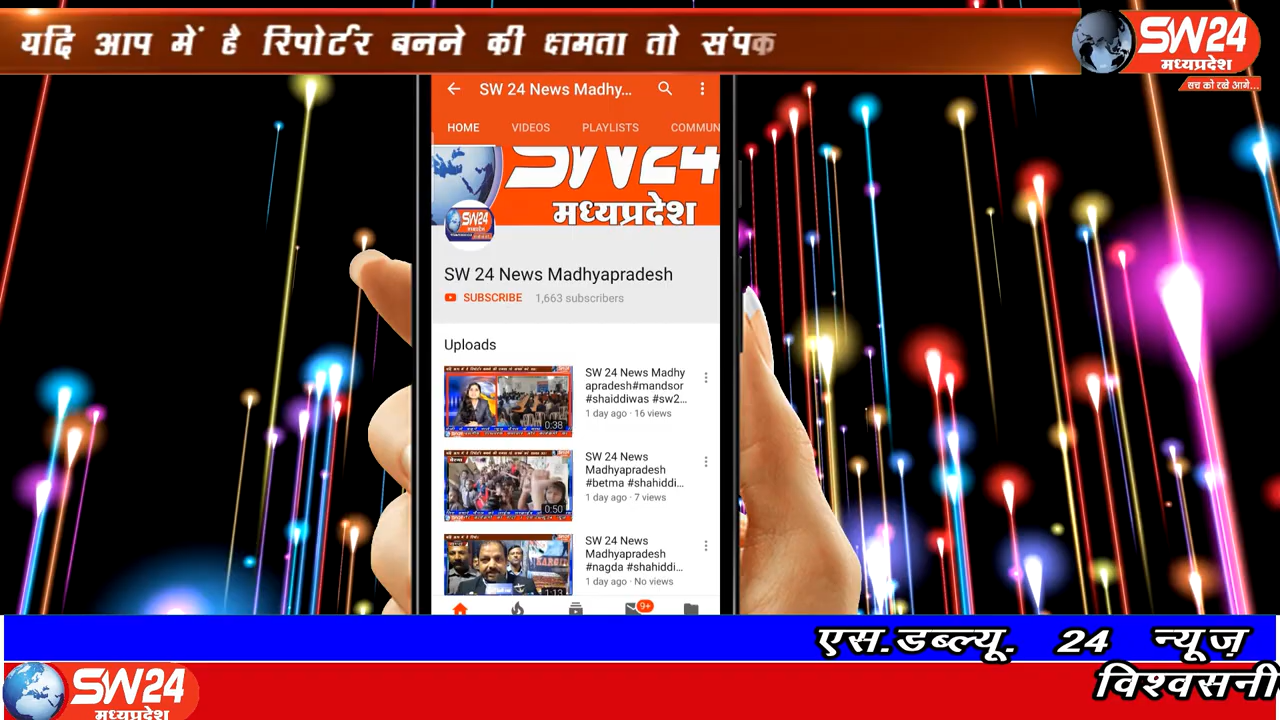 यदि आप में है रिपोर्टर बनने की क्षमता तो संपक
SW24
मध्यप्रदेश
सच को रखे आगे...
SW 24 News Madhy...
HOME VIDEOS PLAYLISTS COMMUN
SW24
मध्यप्रदेश
SW24
SW 24 News Madhyapradesh
SUBSCRIBE 1,663 subscribers
Uploads
SW 24 News Madhy
apradesh#mandsor
#shaiddiwas #sw2...
1 day ago · 16 views
0:38
SW 24 News
Madhyapradesh
#betma #shahiddi...
1 day ago · 7 views
0:50
SW 24 News
Madhyapradesh
#nagda #shahiddi...
1 day ago · No views
1:13
9+
एस.डब्ल्यू. 24 न्यूज़
विश्वसनी
SW24
मध्यप्रदेश